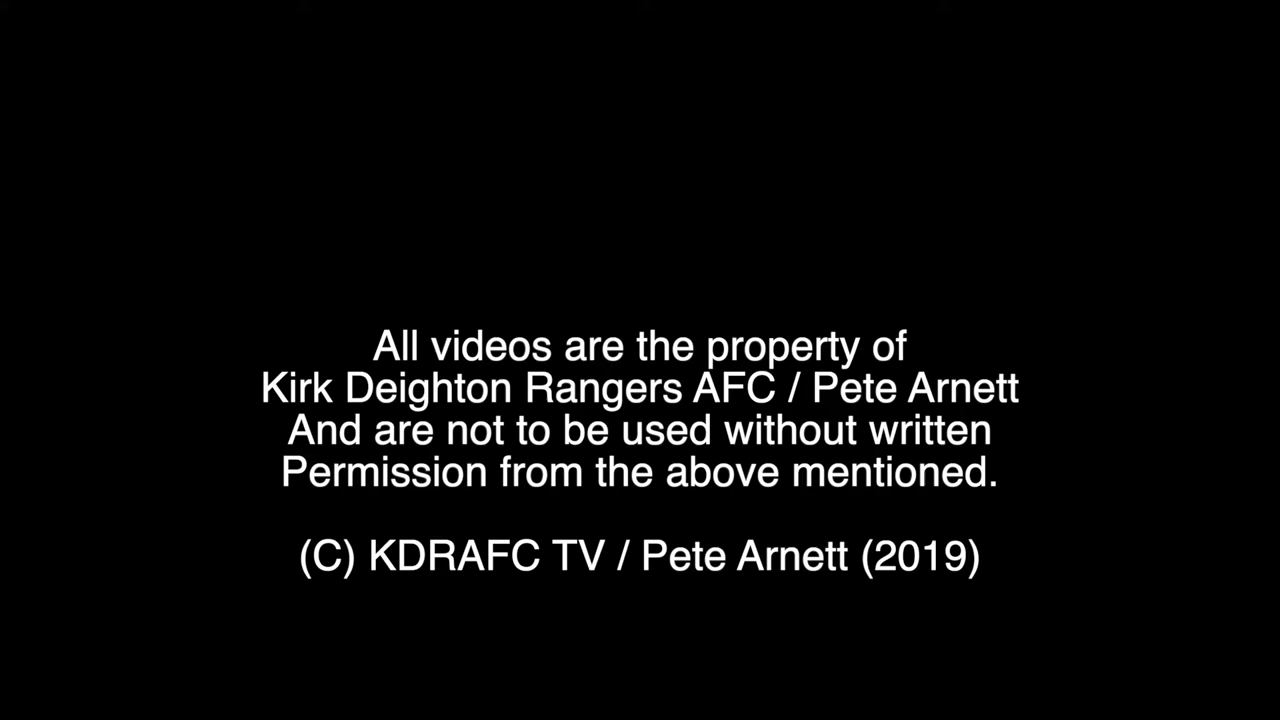 All videos are the property of
Kirk Deighton Rangers AFC / Pete Arnett
And are not to be used without written
Permission from the above mentioned.
(C) KDRAFC TV / Pete Arnett (2019)